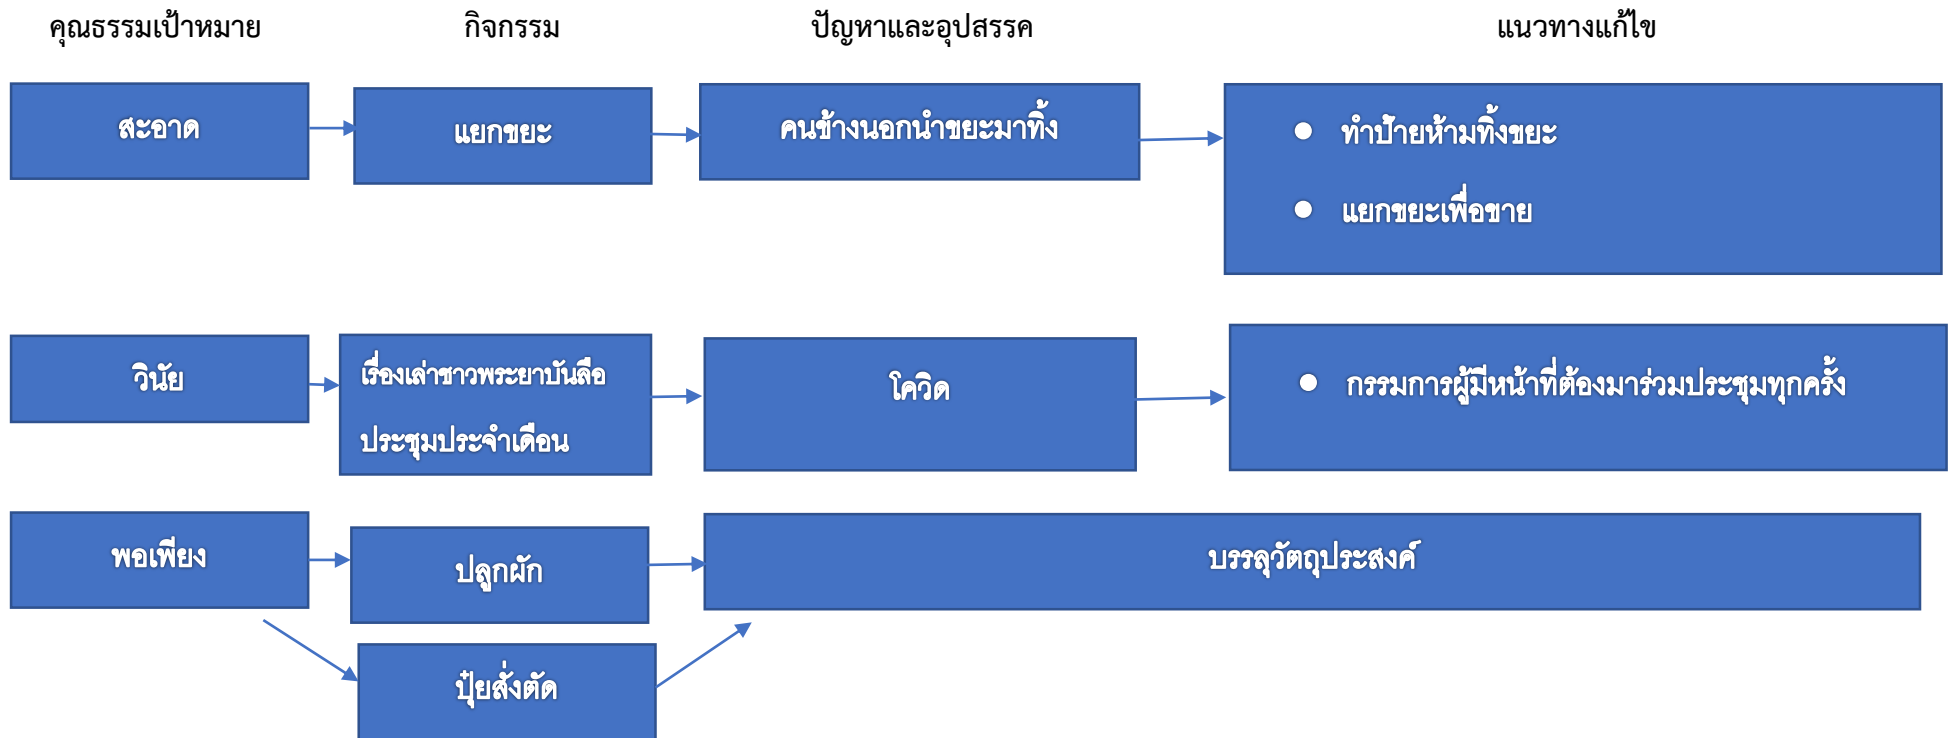 คุณธรรมเป้าหมาย กิจกรรม ปัญหาและอุปสรรค แนวทางแก้ไข
สะอาด
แยกขยะ
คนข้างนอกนำขยะมาทิ้ง
ทำป้ายห้ามทิ้งขยะ
แยกขยะเพื่อขาย
วินัย
เรื่องเล่าชาวพระยาบันลือ
ประชุมประจำเดือน
โควิด
กรรมการผู้มีหน้าที่ต้องมาร่วมประชุมทุกครั้ง
พอเพียง
ปลูกผัก
บรรลุวัตถุประสงค์
ปุ๋ยสั่งตัด